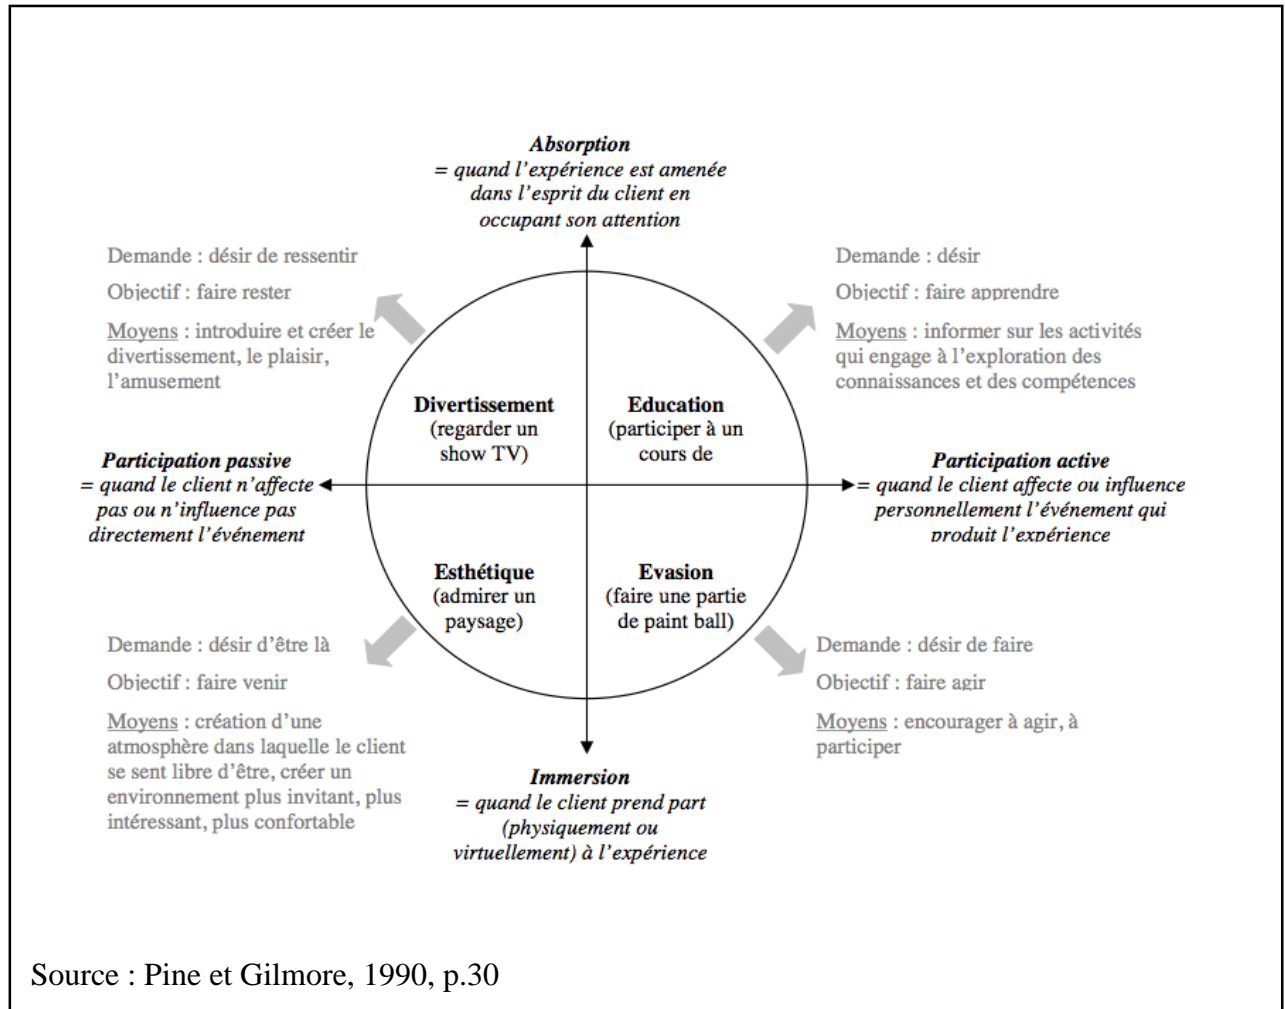 Absorption
= quand l'expérience est amenée
dans l'esprit du client en
occupant son attention
Demande : désir de ressentir
Objectif : faire rester
Moyens : introduire et créer le
divertissement, le plaisir,
l'amusement
Demande : désir
Objectif : faire apprendre
Moyens : informer sur les activités
qui engage à l'exploration des
connaissances et des compétences
Divertissement
(regarder un
show TV)
Education
(participer à un
cours de
Participation passive
= quand le client n'affecte
pas ou n'influence pas
directement l'événement
Participation active
= quand le client affecte ou influence
personnellement l'événement qui
produit l'expérience
Esthétique
(admirer un
paysage)
Evasion
(faire une partie
de paint ball)
Demande : désir d'être là
Objectif : faire venir
Moyens : création d'une
atmosphère dans laquelle le client
se sent libre d'être, créer un
environnement plus invitant, plus
intéressant, plus confortable
Demande : désir de faire
Objectif : faire agir
Moyens : encourager à agir, à
participer
Immersion
= quand le client prend part
(physiquement ou
virtuellement) à l'expérience
Source : Pine et Gilmore, 1990, p.30